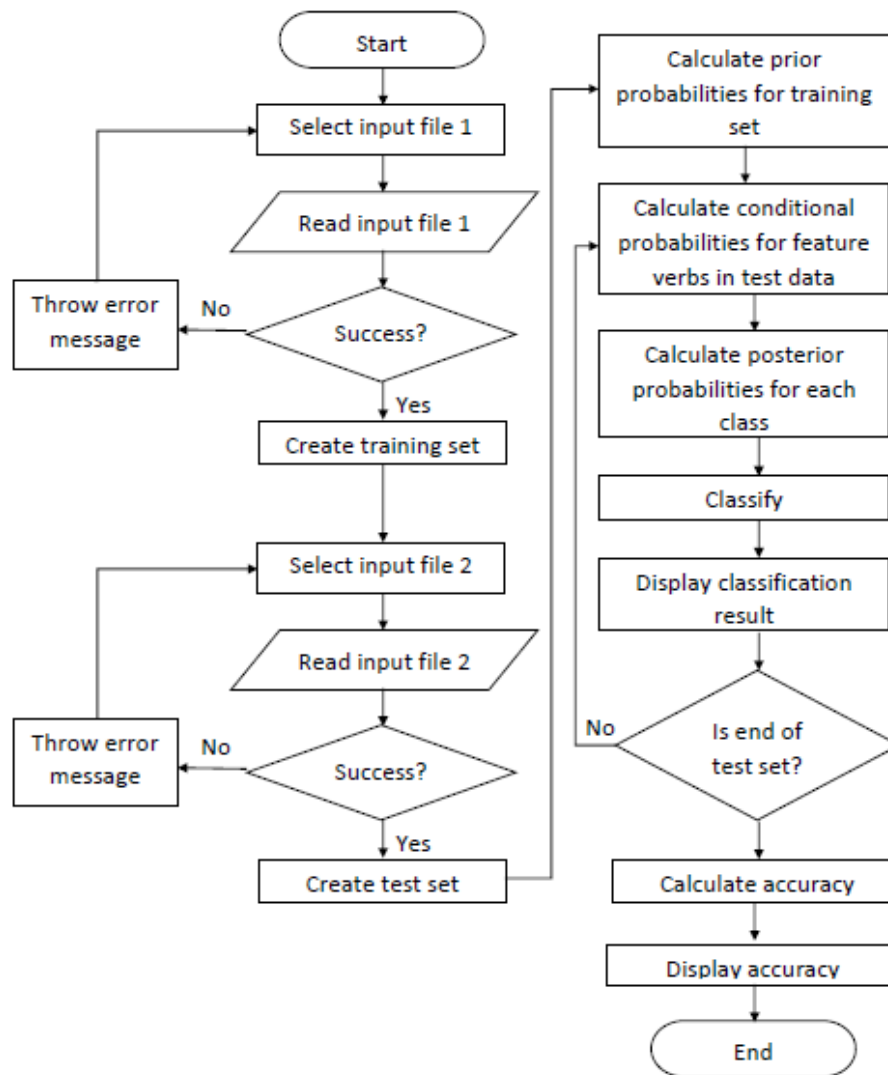 Start
Select input file 1
Read input file 1
Throw error
message
No
Success?
Yes
Create training set
Select input file 2
Read input file 2
Throw error
message
No
Success?
Yes
Create test set
Calculate prior
probabilities for training
set
Calculate conditional
probabilities for feature
verbs in test data
Calculate posterior
probabilities for each
class
Classify
Display classification
result
No
Is end of
test set?
Calculate accuracy
Display accuracy
End